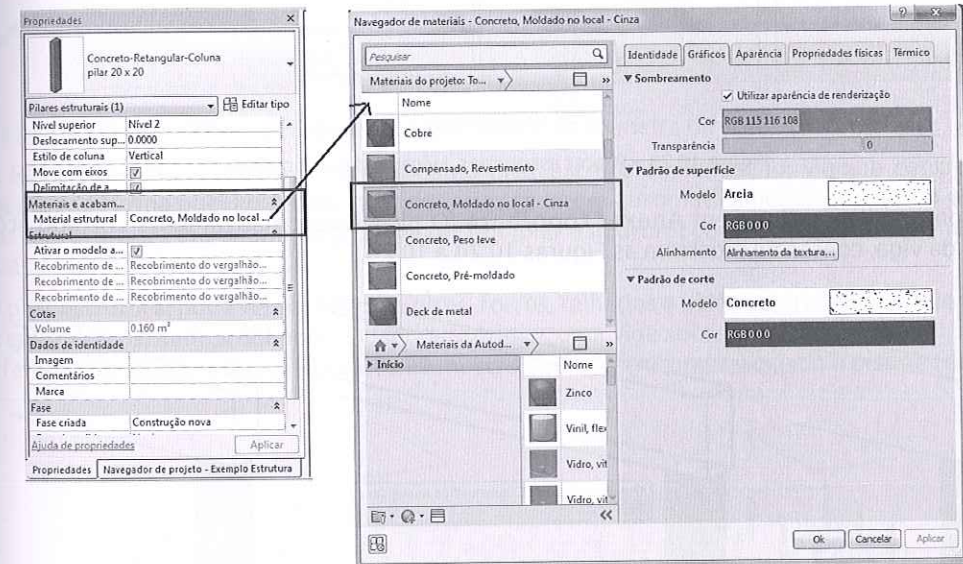 Propriedades
Concreto-Retangular-Coluna
pilar 20 x 20
Pilares estruturais (1)
Editar tipo
Nível superior Nível 2
Deslocamento sup... 0.0000
Estilo de coluna Vertical
Move com eixos
Delimitação de a...
Materiais e acabam...
Material estrutural Concreto, Moldado no local ...
Estrutural
Ativar o modelo a...
Recobrimento de ... Recobrimento do vergalhão...
Recobrimento de ... Recobrimento do vergalhão...
Recobrimento de ... Recobrimento do vergalhão...
Cotas
Volume 0.160 m³
Dados de identidade
Imagem
Comentários
Marca
Fase
Fase criada Construção nova
Ajuda de propriedades
Aplicar
Propriedades Navegador de projeto - Exemplo Estrutura
Navegador de materiais - Concreto, Moldado no local - Cinza
Pesquisar
Materiais do projeto: To...
Nome
Cobre
Compensado, Revestimento
Concreto, Moldado no local - Cinza
Concreto, Peso leve
Concreto, Pré-moldado
Deck de metal
Materiais da Autod...
Início
Nome
Zinco
Vinil, flex
Vidro, vit
Vidro, vit
Identidade Gráficos Aparência Propriedades físicas Térmico
Sombreamento
Utilizar aparência de renderização
Cor RGB 115 116 108
Transparência 0
Padrão de superfície
Modelo Areia
Cor RGB 0 0 0
Alinhamento Alinhamento da textura...
Padrão de corte
Modelo Concreto
Cor RGB 0 0 0
Ok Cancelar Aplicar